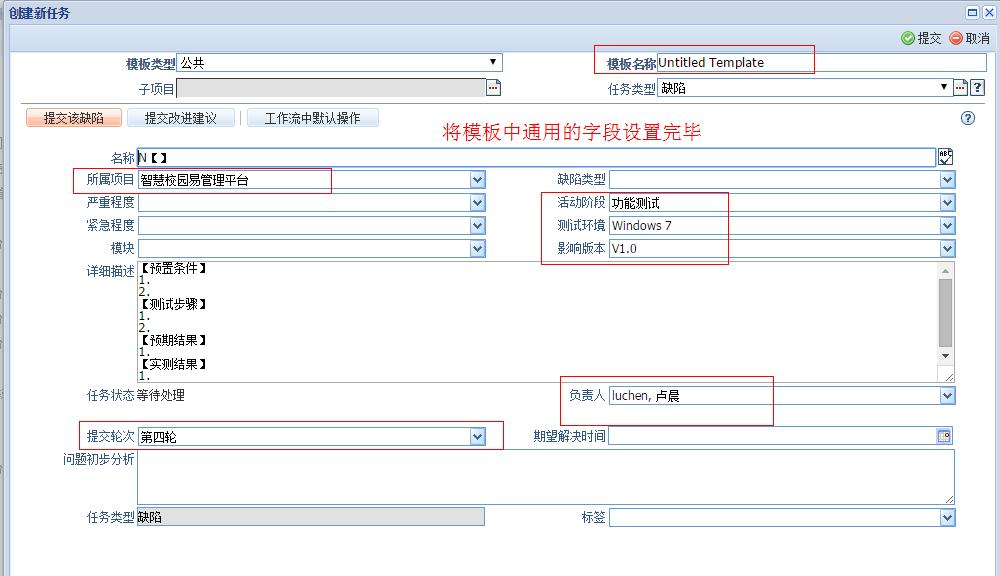 创建新任务
提交 取消
模板类型 公共 模板名称 Untitled Template
子项目 任务类型 缺陷
提交该缺陷 提交改进建议 工作流中默认操作
将模板中通用的字段设置完毕
名称 N【】
所属项目 智慧校园易管理平台 缺陷类型
严重程度 活动阶段 功能测试
紧急程度 测试环境 Windows 7
模块 影响版本 V1.0
详细描述 【预置条件】
1.
2.
【测试步骤】
1.
2.
【预期结果】
1.
【实测结果】
1.
任务状态 等待处理 负责人 luchen, 卢晨
提交轮次 第四轮 期望解决时间
问题初步分析
任务类型 缺陷 标签